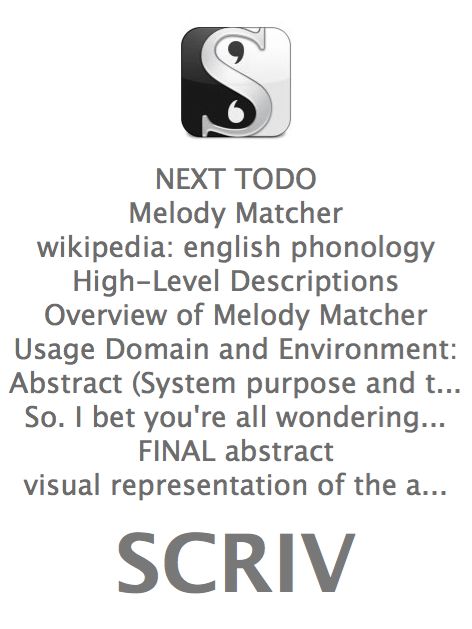 NEXT TODO
Melody Matcher
wikipedia: english phonology
High-Level Descriptions
Overview of Melody Matcher
Usage Domain and Environment:
Abstract (System purpose and t...
So. I bet you're all wondering...
FINAL abstract
visual representation of the a...
SCRIV